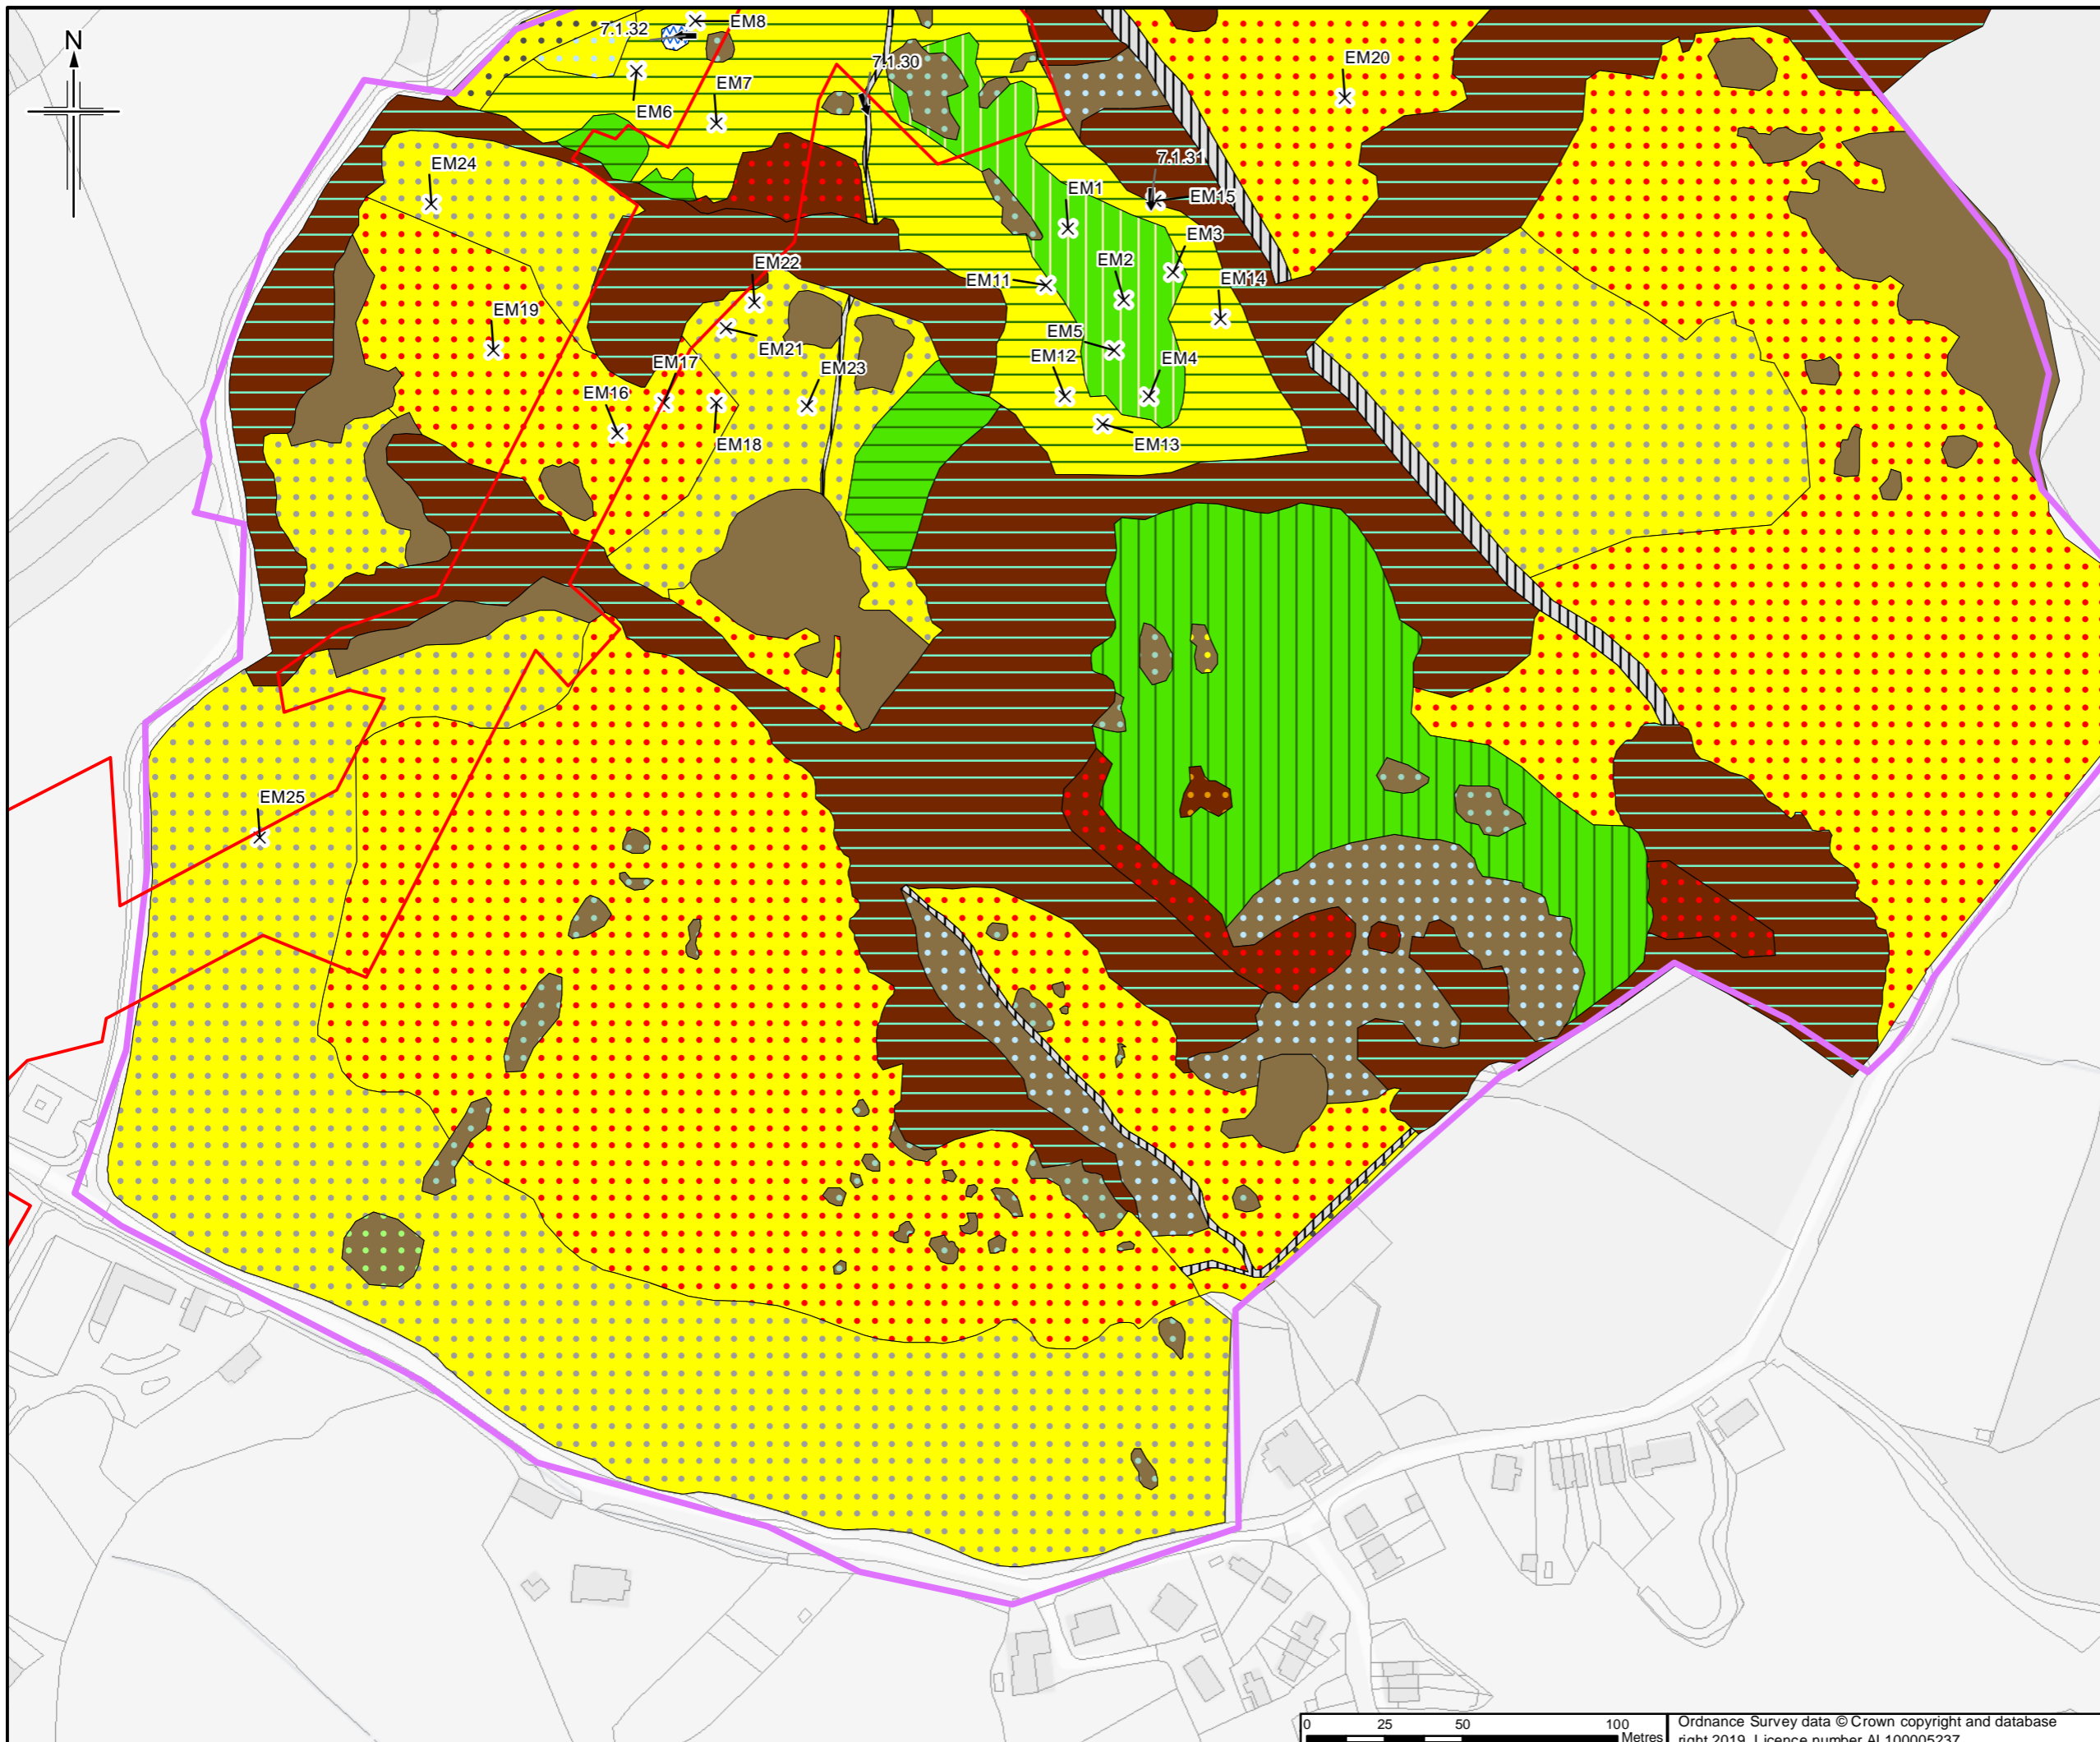 N
7.1.32
EM8
EM6
EM7
7.1.30
EM20
EM24
7.1.31
EM1
EM15
EM3
EM2
EM22
EM11
EM14
EM19
EM21
EM5
EM12
EM4
EM17
EM23
EM16
EM18
EM13
EM25
0 25 50 100
Metres
Ordnance Survey data © Crown copyright and database
right 2019. Licence number AL100005237